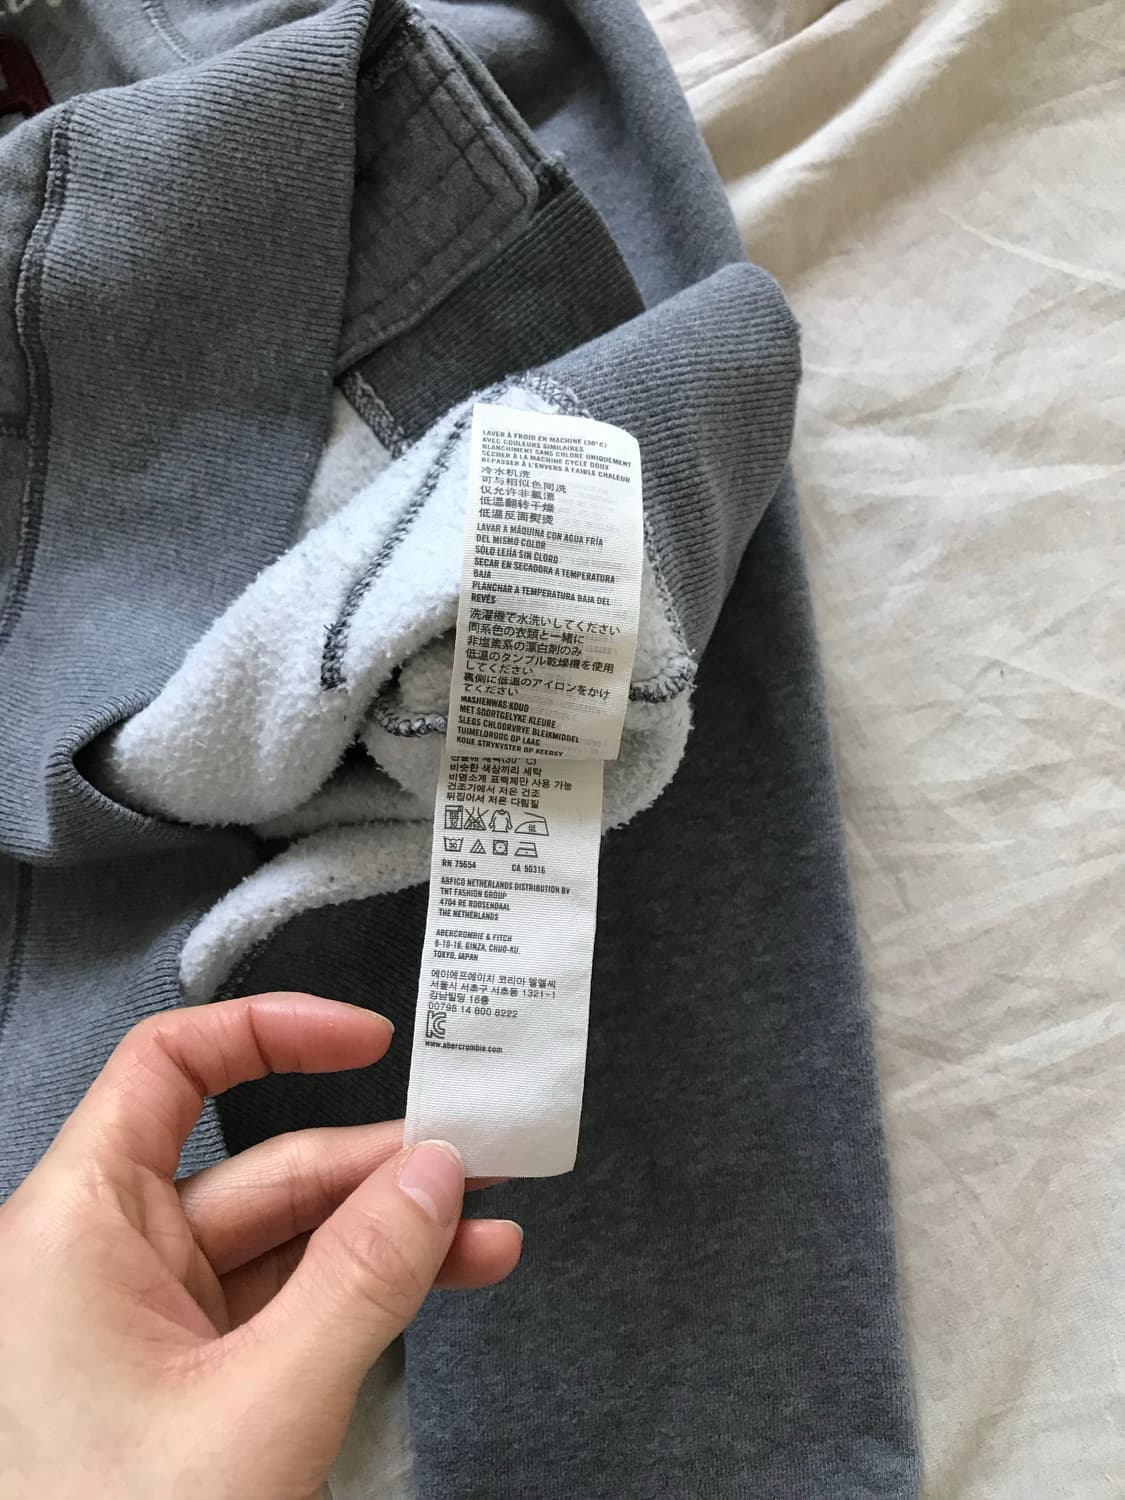 LAVER À FROID EN MACHINE (30°C)
AVEC COULEURS SIMILAIRES
BLANCHIMENT SANS CHLORE UNIQUEMENT
SÉCHER À LA MACHINE CYCLE DOUX
REPASSER À L'ENVERS À FAIBLE CHALEUR
冷水机洗
可与相似色同洗
仅允许非氯漂
低温翻转干燥
低温反面熨烫
LAVAR A MÁQUINA CON AGUA FRÍA
DEL MISMO COLOR
SÓLO LEJÍA SIN CLORO
SECAR EN SECADORA A TEMPERATURA
BAJA
PLANCHAR A TEMPERATURA BAJA DEL
REVÉS
洗濯機で水洗いしてください
同系色の衣類と一緒に
非塩素系の漂白剤のみ
低温のタンブル乾燥機を使用
してください
裏側に低温のアイロンをかけ
てください
MASJIENWAS KOUD
MET SOORTGELYKE KLEURE
SLEGS CHLOORVRYE BLEIKMIDDEL
TUIMELDROOG OP LAAG
KOUE STRYKYSTER OP KEERSY
(30°C)
비슷한 색상끼리 세탁
비염소계 표백제만 사용 가능
건조기에서 저온 건조
뒤집어서 저온 다림질
低
30
RN 75654 CA 50316
ABFICO NETHERLANDS DISTRIBUTION BV
TNT FASHION GROUP
4704 RE ROOSENDAAL
THE NETHERLANDS
ABERCROMBIE & FITCH
6-10-16, GINZA, CHUO-KU,
TOKYO, JAPAN
에이에프에이치 코리아 엘엘씨
서울시 서초구 서초동 1321-1
강남빌딩 16층
00798 14 800 8222
www.abercrombie.com